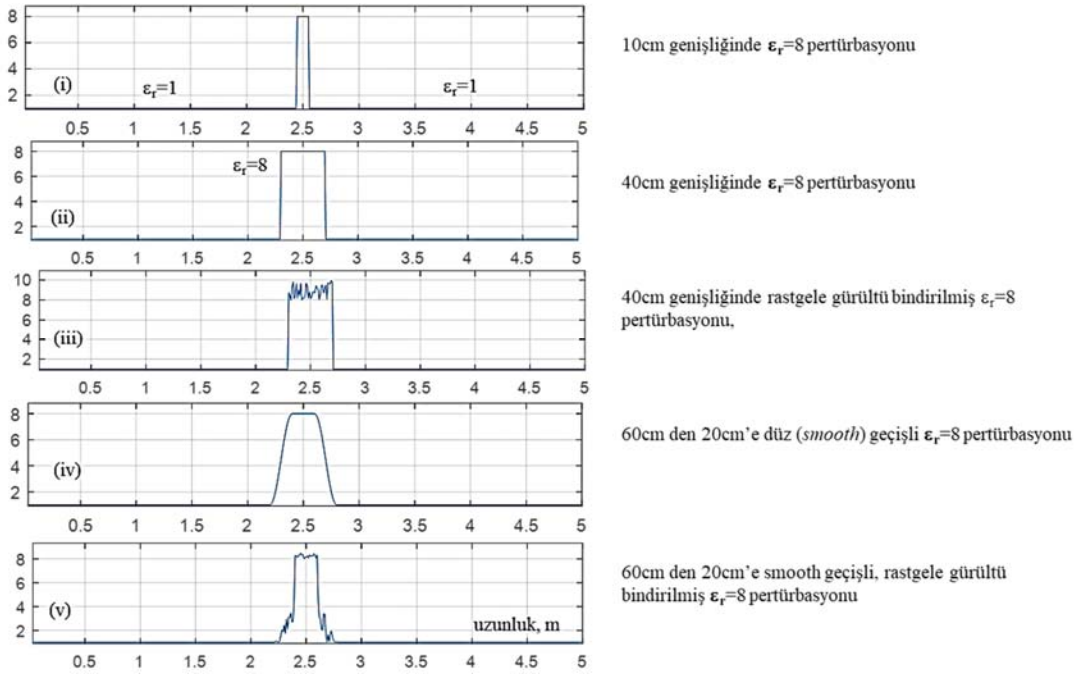 8
6
4
2
(i)
εr=1
εr=1
0.5 1 1.5 2 2.5 3 3.5 4 4.5 5
10cm genişliğinde εr=8 pertürbasyonu
8
6
4
2
(ii)
εr=8
0.5 1 1.5 2 2.5 3 3.5 4 4.5 5
40cm genişliğinde εr=8 pertürbasyonu
10
8
6
4
2
(iii)
0.5 1 1.5 2 2.5 3 3.5 4 4.5 5
40cm genişliğinde rastgele gürültü bindirilmiş εr=8
pertürbasyonu,
8
6
4
2
(iv)
0.5 1 1.5 2 2.5 3 3.5 4 4.5 5
60cm den 20cm’e düz (smooth) geçişli εr=8 pertürbasyonu
8
6
4
2
(v)
uzunluk, m
0.5 1 1.5 2 2.5 3 3.5 4 4.5 5
60cm den 20cm’e smooth geçişli, rastgele gürültü
bindirilmiş εr=8 pertürbasyonu